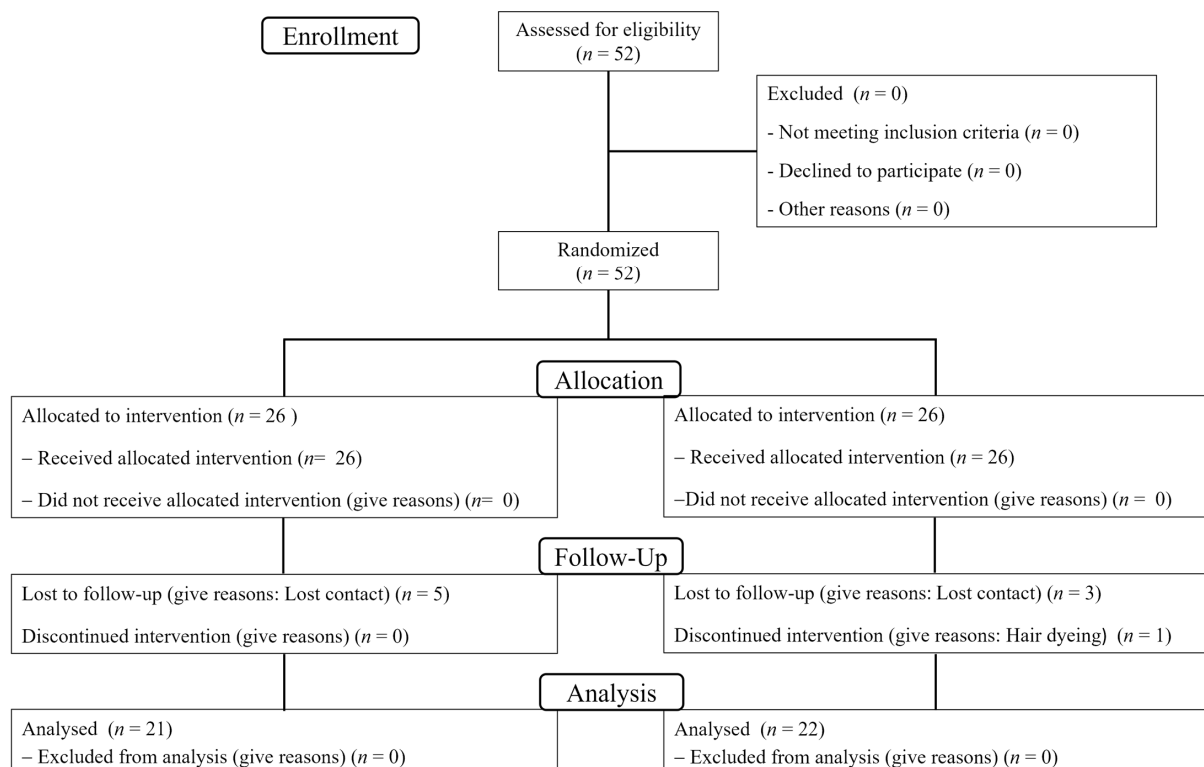 Enrollment
Assessed for eligibility
(n = 52)
Excluded (n = 0)
- Not meeting inclusion criteria (n = 0)
- Declined to participate (n = 0)
- Other reasons (n = 0)
Randomized
(n = 52)
Allocation
Allocated to intervention (n = 26 )
– Received allocated intervention (n= 26)
– Did not receive allocated intervention (give reasons) (n= 0)
Allocated to intervention (n = 26)
– Received allocated intervention (n = 26)
–Did not receive allocated intervention (give reasons) (n = 0)
Follow-Up
Lost to follow-up (give reasons: Lost contact) (n = 5)
Discontinued intervention (give reasons) (n = 0)
Lost to follow-up (give reasons: Lost contact) (n = 3)
Discontinued intervention (give reasons: Hair dyeing) (n = 1)
Analysis
Analysed (n = 21)
– Excluded from analysis (give reasons) (n = 0)
Analysed (n = 22)
– Excluded from analysis (give reasons) (n = 0)